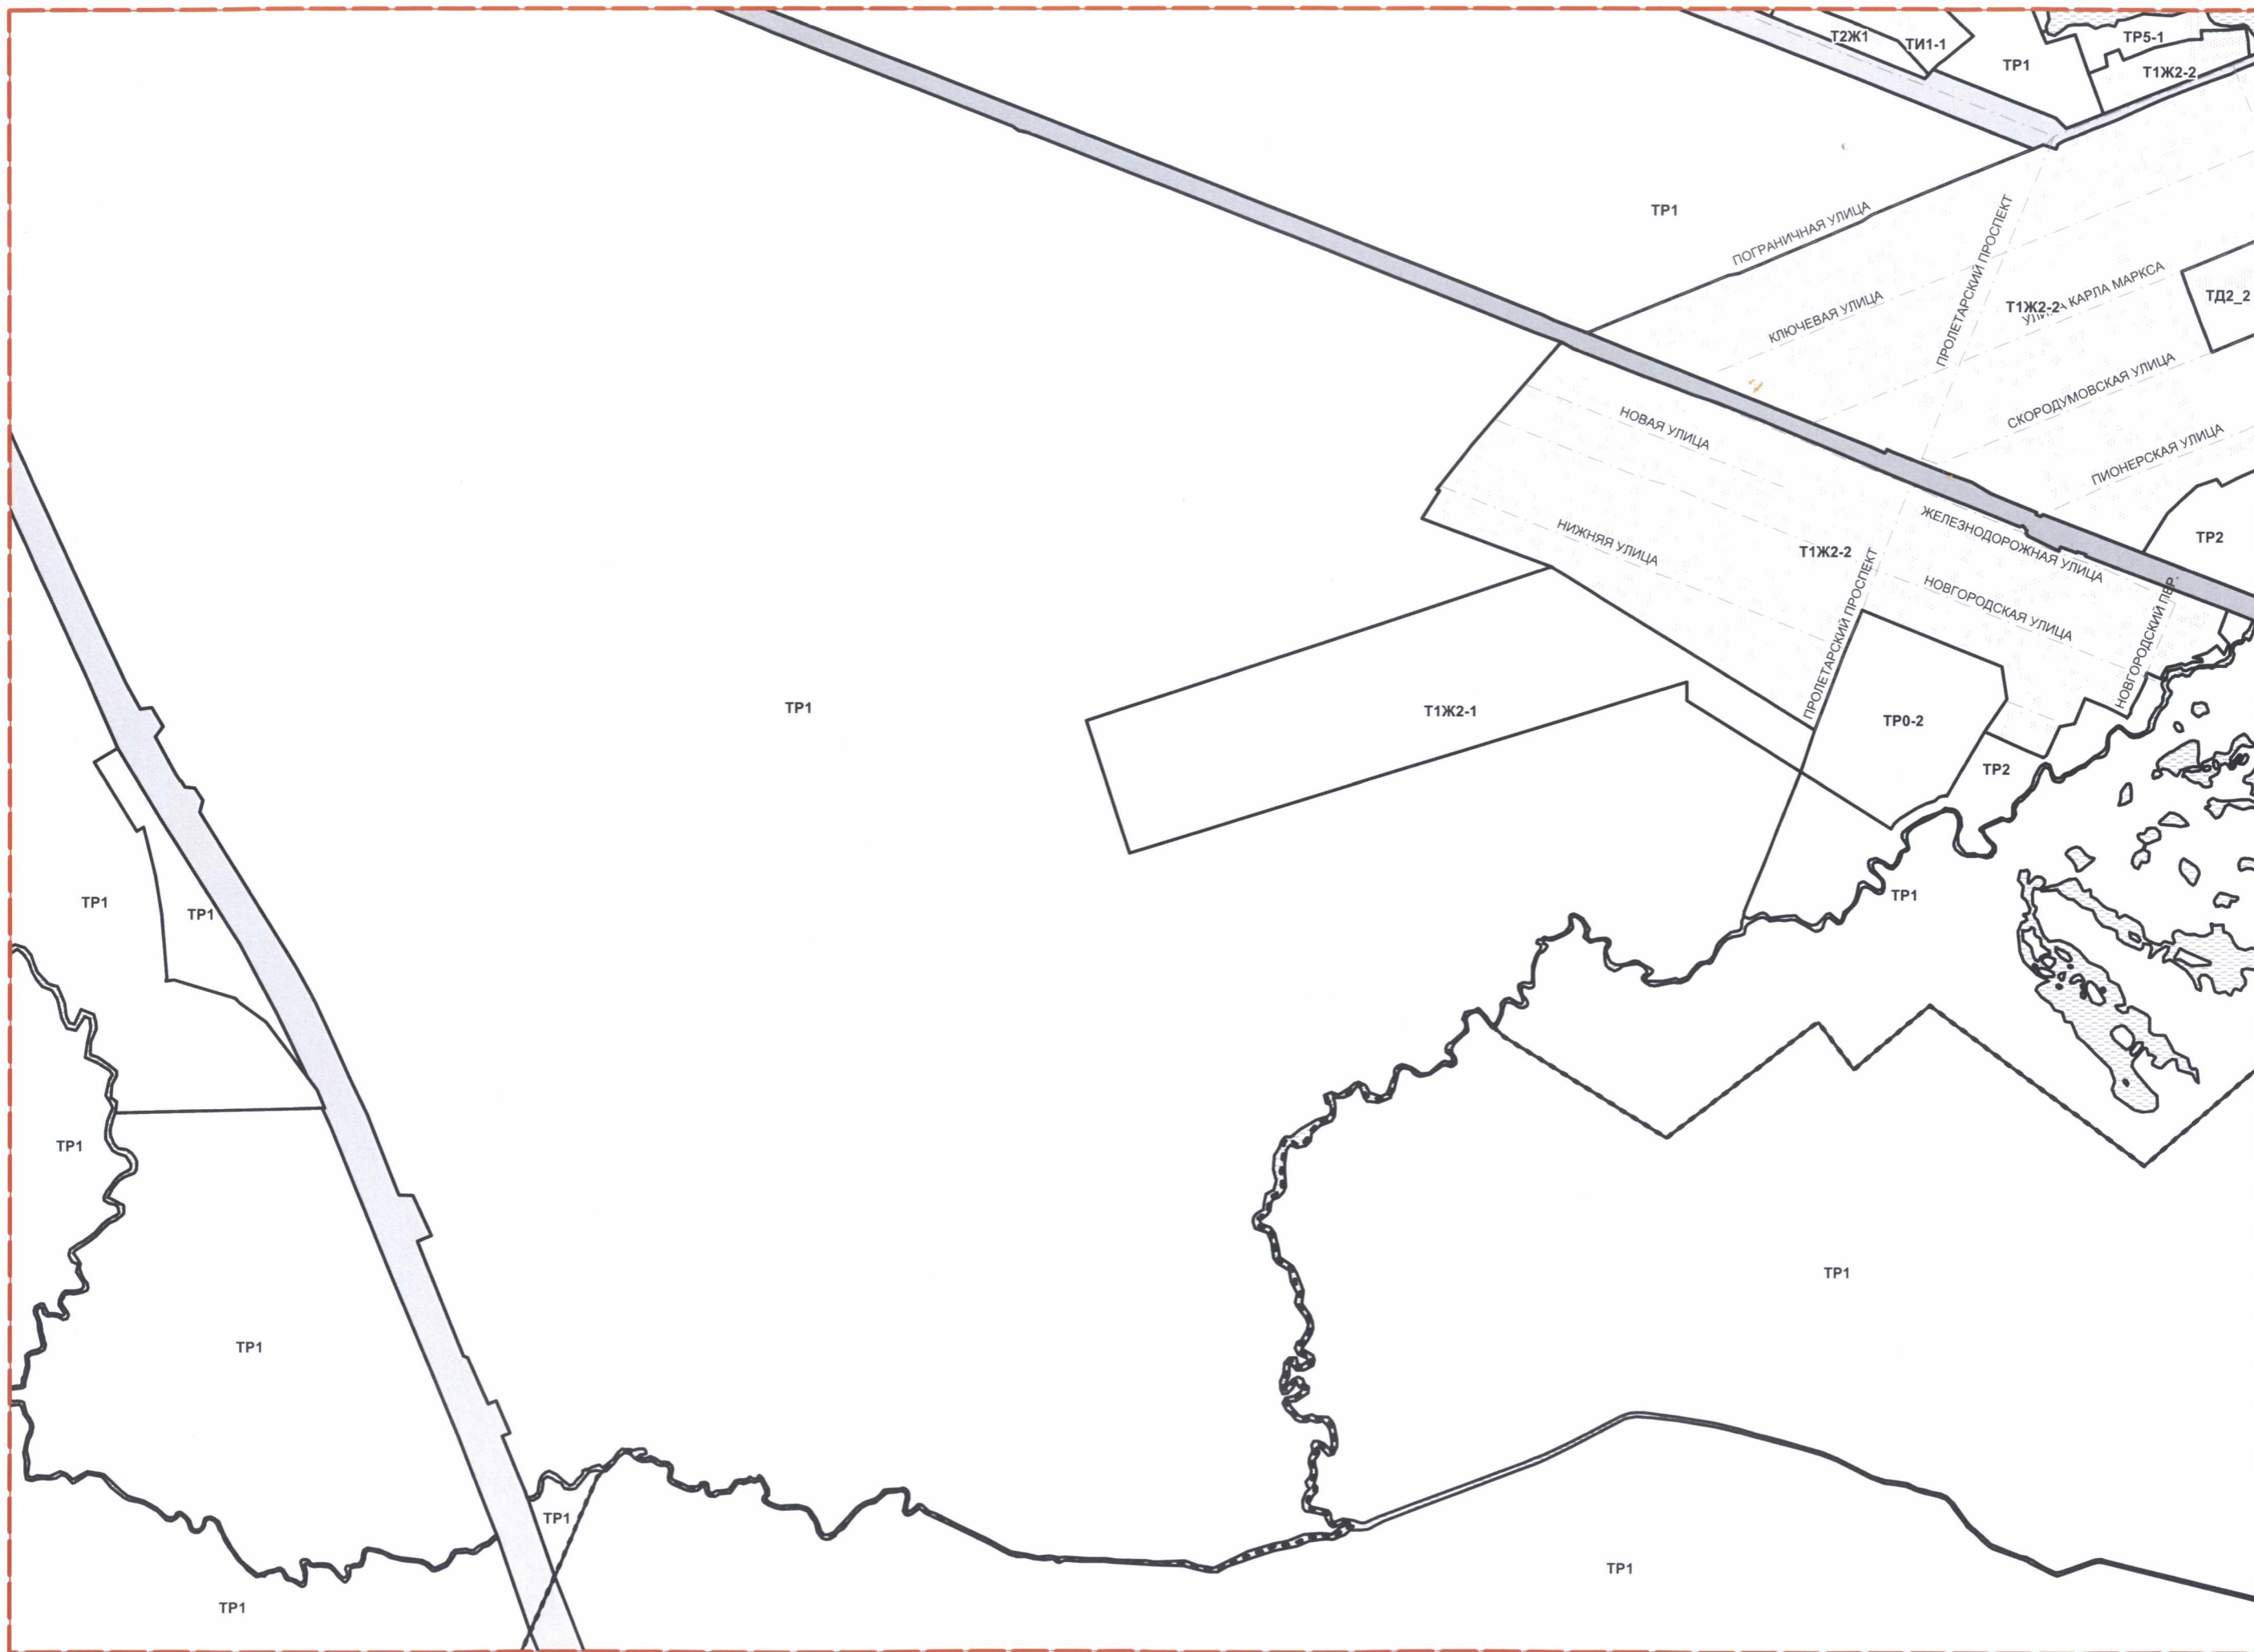 Т2Ж1
ТИ1-1
ТР5-1
ТР1
Т1Ж2-2
ТР1
ПОГРАНИЧНАЯ УЛИЦА
ПРОЛЕТАРСКИЙ ПРОСПЕКТ
КЛЮЧЕВАЯ УЛИЦА
Т1Ж2-2
УЛИЦА КАРЛА МАРКСА
ТД2_2
СКОРОДУМОВСКАЯ УЛИЦА
НОВАЯ УЛИЦА
ПИОНЕРСКАЯ УЛИЦА
ЖЕЛЕЗНОДОРОЖНАЯ УЛИЦА
ТР2
НИЖНЯЯ УЛИЦА
Т1Ж2-2
НОВГОРОДСКАЯ УЛИЦА
ПРОЛЕТАРСКИЙ ПРОСПЕКТ
НОВГОРОДСКИЙ ПЕР.
ТР1
Т1Ж2-1
ТР0-2
ТР2
ТР1
ТР1
ТР1
ТР1
ТР1
ТР1
ТР1
ТР1
ТР1